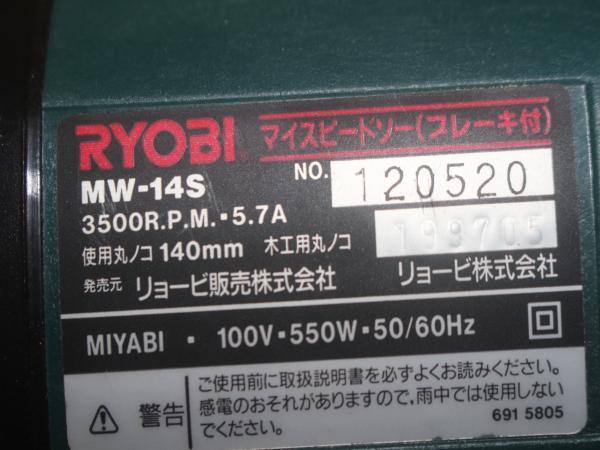 RYOBI マイスピードソー(ブレーキ付)
MW-14S NO. 120520
3500R.P.M.・5.7A
198705
使用丸ノコ 140mm 木工用丸ノコ
発売元 リョービ販売株式会社 リョービ株式会社
MIYABI ・ 100V・550W・50/60Hz
警告
ご使用前に取扱説明書を必ずよくお読みください。
感電のおそれがありますので、雨中では使用しない
でください。
691 5805